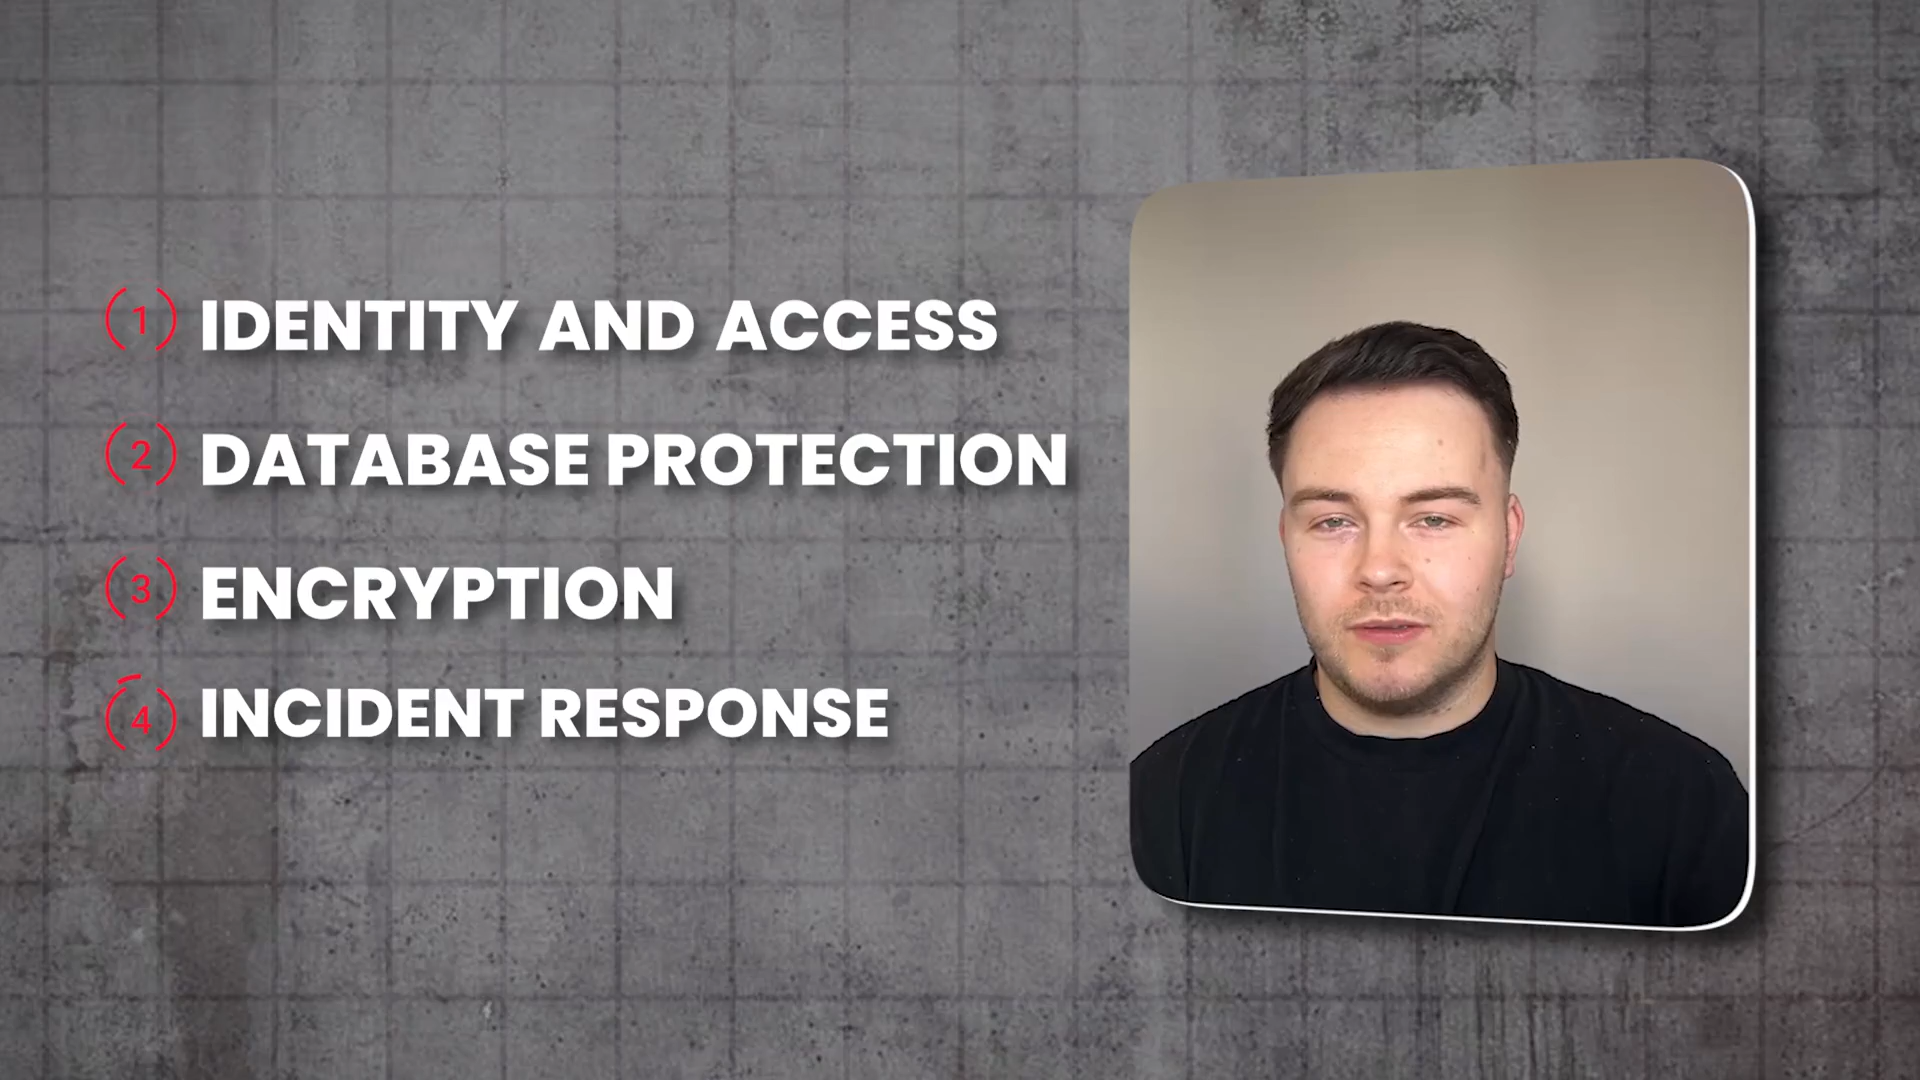 (1) IDENTITY AND ACCESS
(2) DATABASE PROTECTION
(3) ENCRYPTION
(4) INCIDENT RESPONSE